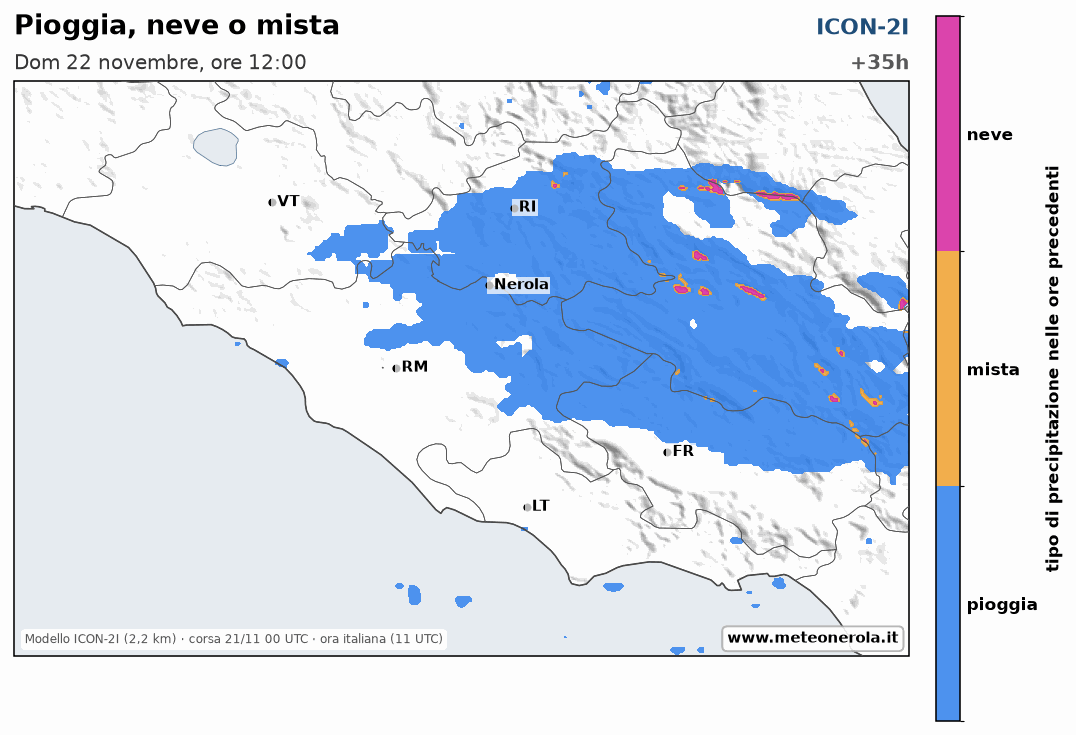 Pioggia, neve o mista
ICON-2I
Dom 22 novembre, ore 12:00
+35h
neve
VT
RI
Nerola
tipo di precipitazione nelle ore precedenti
RM
mista
FR
LT
pioggia
Modello ICON-2I (2,2 km) · corsa 21/11 00 UTC · ora italiana (11 UTC)
www.meteonerola.it